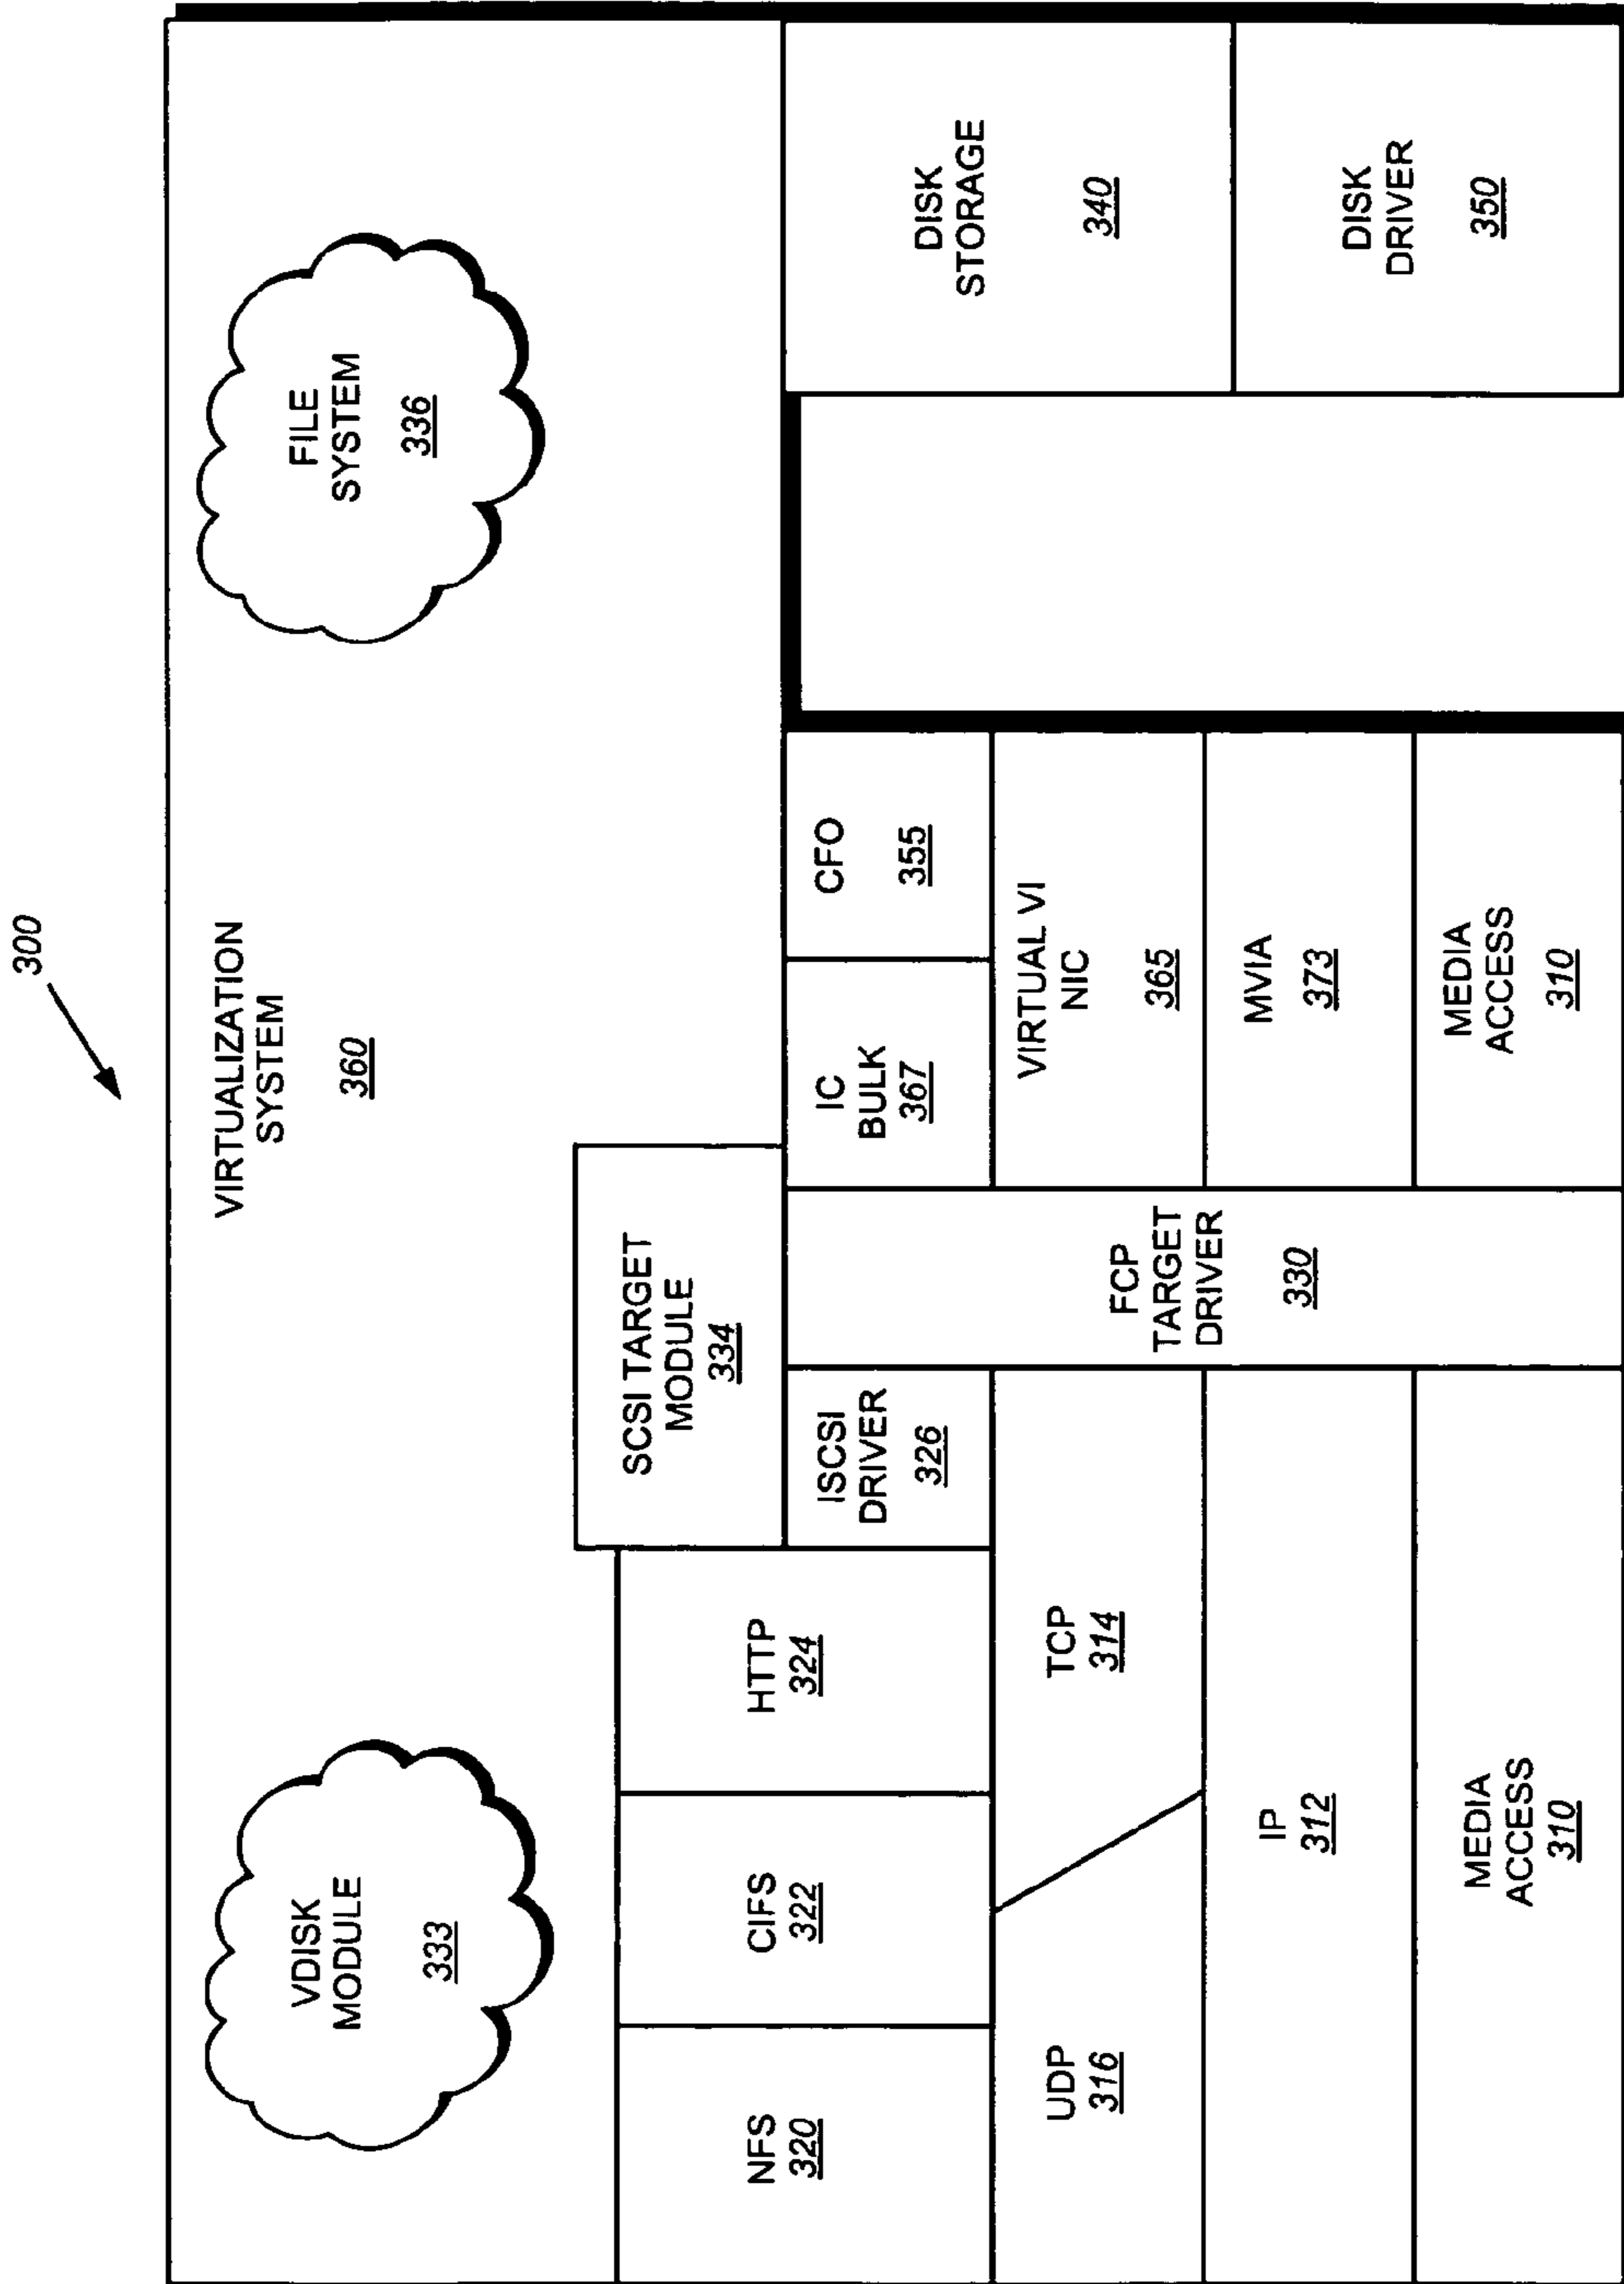 300
VIRTUALIZATION
SYSTEM
360
VDISK
MODULE
333
FILE
SYSTEM
336
SCSI TARGET
MODULE
334
NFS
320
CIFS
322
HTTP
324
ISCSI
DRIVER
326
FCP
TARGET
DRIVER
330
IC
BULK
367
CFO
355
DISK
STORAGE
340
UDP
316
TCP
314
VIRTUAL VI
NIC
365
IP
312
MVIA
373
DISK
DRIVER
350
MEDIA
ACCESS
310
MEDIA
ACCESS
310